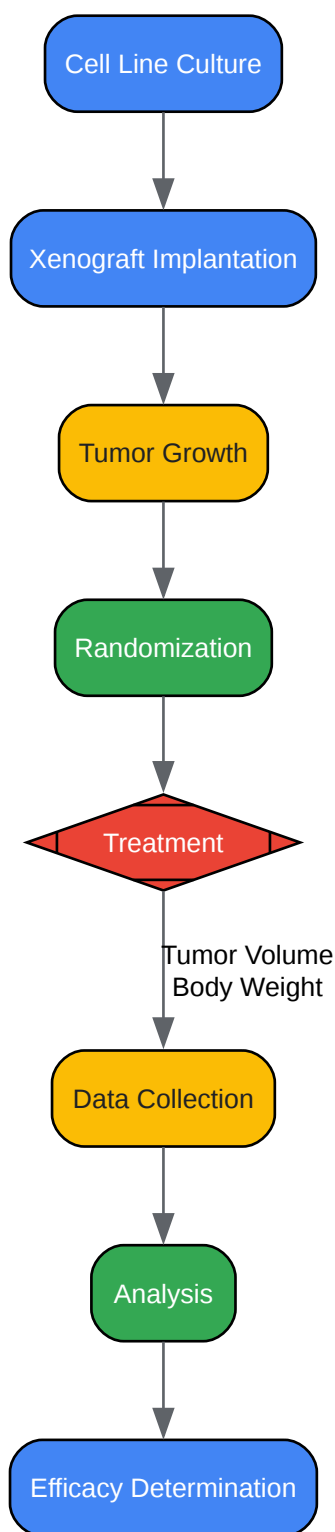 Cell Line Culture
Xenograft Implantation
Tumor Growth
Randomization
Treatment
Tumor Volume
Body Weight
Data Collection
Analysis
Efficacy Determination